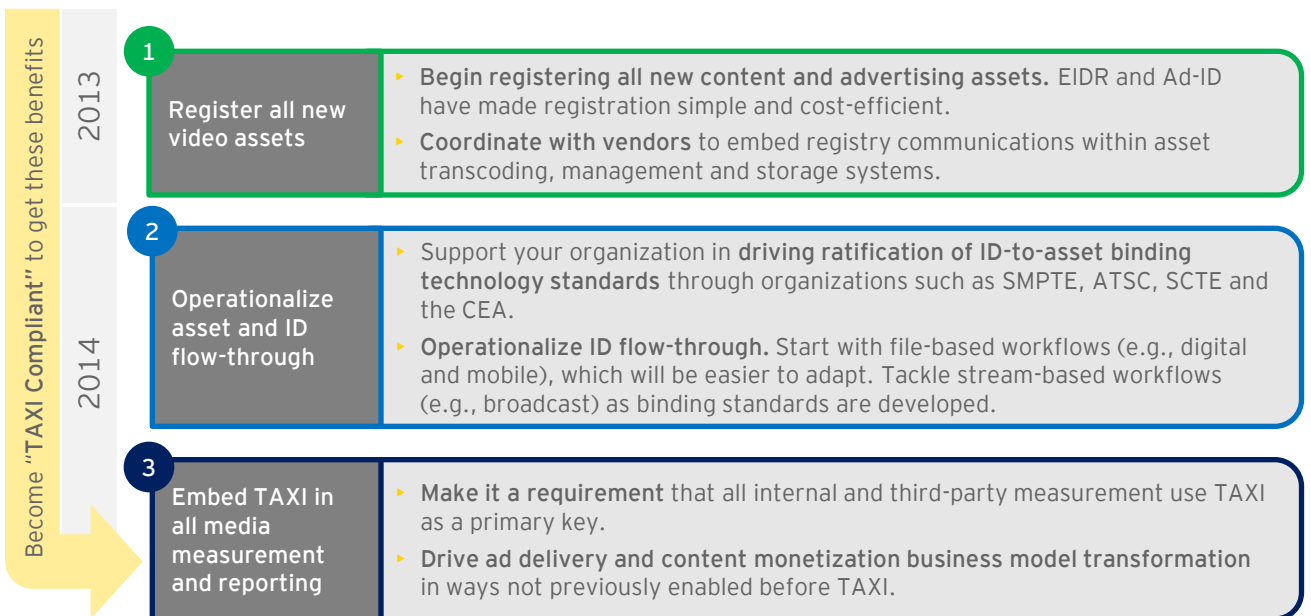 Become "TAXI Compliant" to get these benefits
2013
1
Register all new
video assets
‣ Begin registering all new content and advertising assets. EIDR and Ad-ID
have made registration simple and cost-efficient.
‣ Coordinate with vendors to embed registry communications within asset
transcoding, management and storage systems.
2014
2
Operationalize
asset and ID
flow-through
‣ Support your organization in driving ratification of ID-to-asset binding
technology standards through organizations such as SMPTE, ATSC, SCTE and
the CEA.
‣ Operationalize ID flow-through. Start with file-based workflows (e.g., digital
and mobile), which will be easier to adapt. Tackle stream-based workflows
(e.g., broadcast) as binding standards are developed.
3
Embed TAXI in
all media
measurement
and reporting
‣ Make it a requirement that all internal and third-party measurement use TAXI
as a primary key.
‣ Drive ad delivery and content monetization business model transformation
in ways not previously enabled before TAXI.